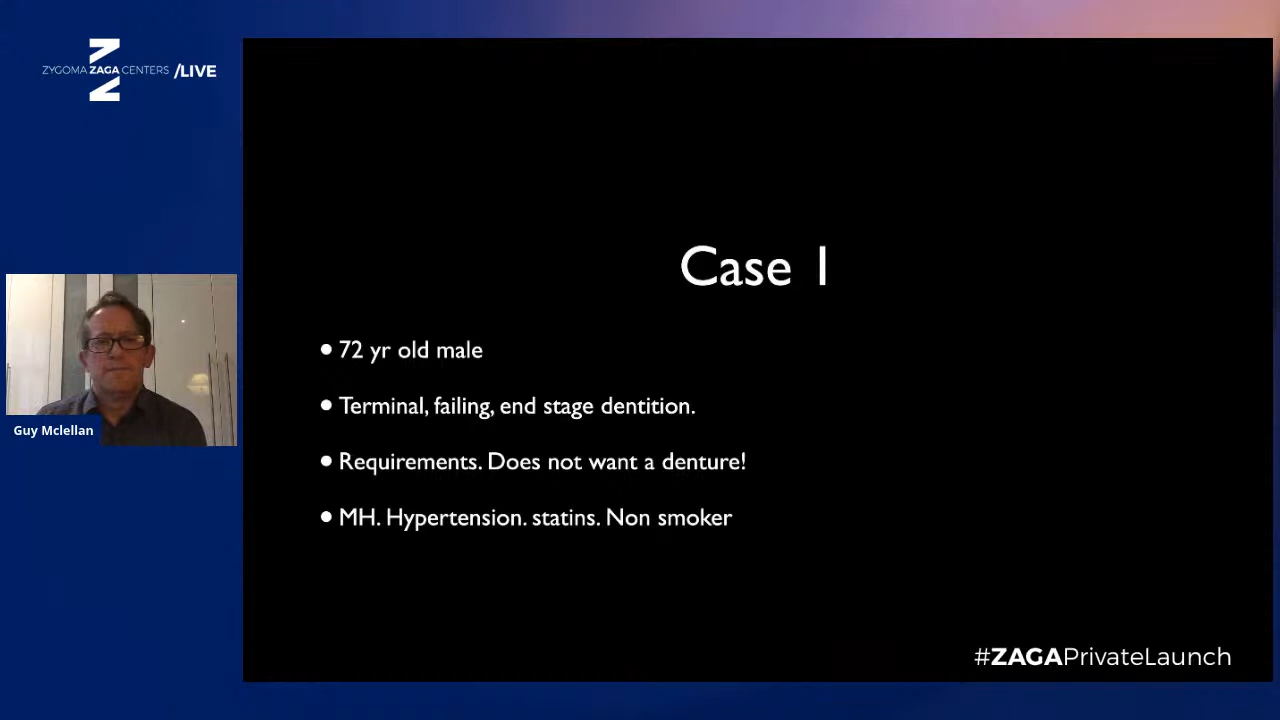 ZYGOMA ZAGA CENTERS /LIVE
Case 1
• 72 yr old male
• Terminal, failing, end stage dentition.
• Requirements. Does not want a denture!
• MH. Hypertension. statins. Non smoker
Guy Mclellan
#ZAGAPrivateLaunch